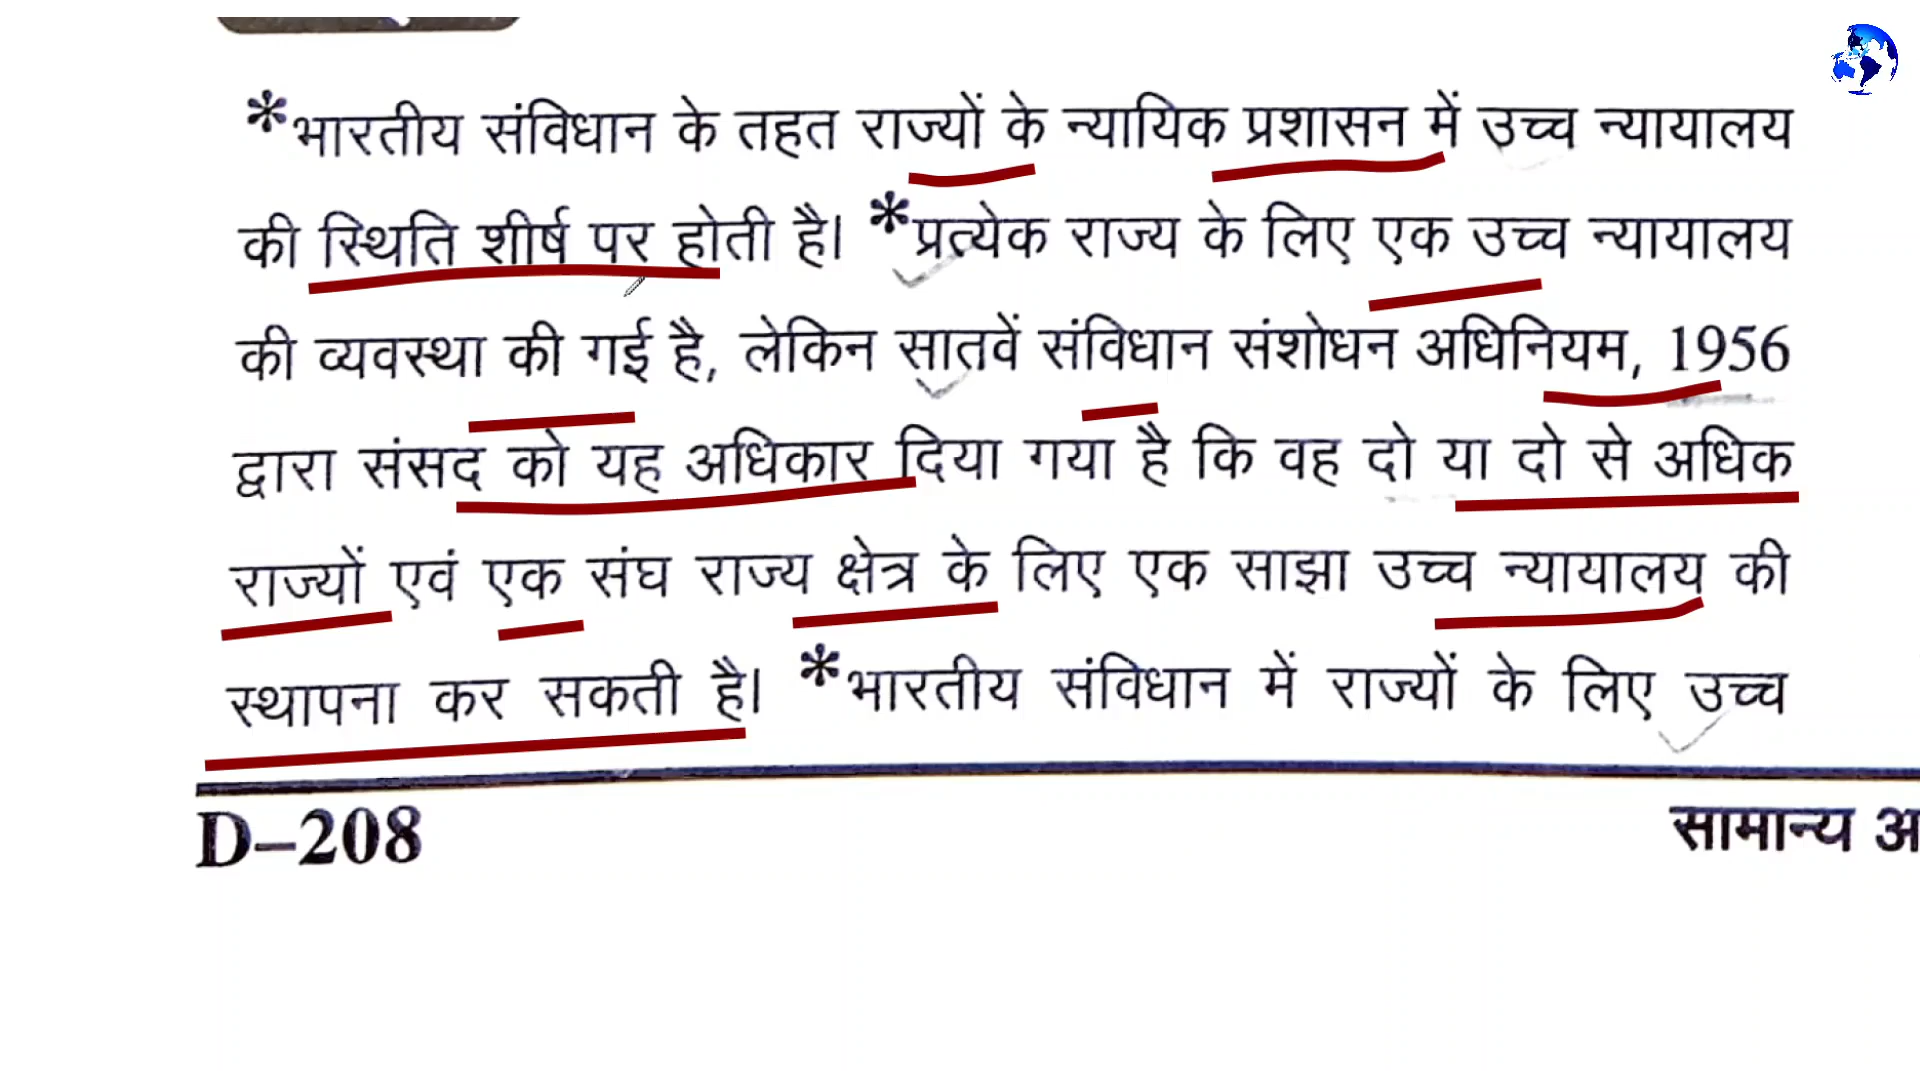 *भारतीय संविधान के तहत राज्यों के न्यायिक प्रशासन में उच्च न्यायालय
की स्थिति शीर्ष पर होती है। *प्रत्येक राज्य के लिए एक उच्च न्यायालय
की व्यवस्था की गई है, लेकिन सातवें संविधान संशोधन अधिनियम, 1956
द्वारा संसद को यह अधिकार दिया गया है कि वह दो या दो से अधिक
राज्यों एवं एक संघ राज्य क्षेत्र के लिए एक साझा उच्च न्यायालय की
स्थापना कर सकती है। *भारतीय संविधान में राज्यों के लिए उच्च
D–208
सामान्य अ